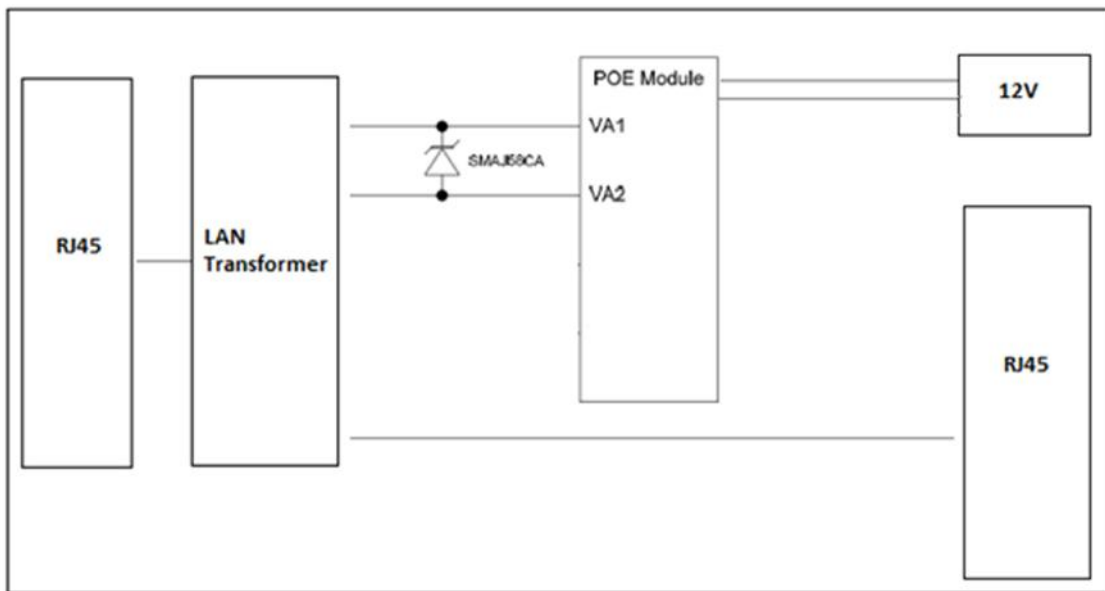 POE Module
12V
VA1
SMAJ58CA
VA2
RJ45
LAN
Transformer
RJ45